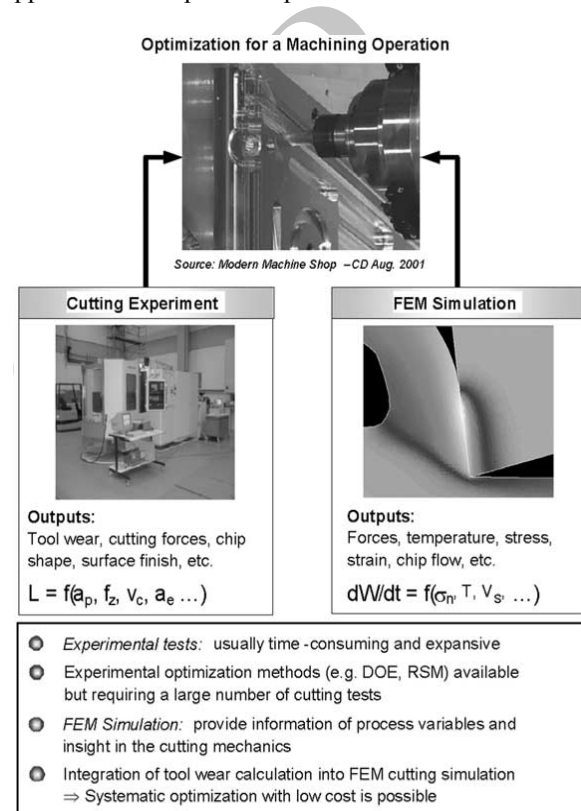 Optimization for a Machining Operation
Source: Modern Machine Shop –CD Aug. 2001
Cutting Experiment
Outputs:
Tool wear, cutting forces, chip
shape, surface finish, etc.
L = f(aₚ, f_z, v_c, aₑ ...)
FEM Simulation
Outputs:
Forces, temperature, stress,
strain, chip flow, etc.
dW/dt = f(σₙ, T, Vₛ, ...)
Experimental tests: usually time -consuming and expansive
Experimental optimization methods (e.g. DOE, RSM) available
but requiring a large number of cutting tests
FEM Simulation: provide information of process variables and
insight in the cutting mechanics
Integration of tool wear calculation into FEM cutting simulation
⇒ Systematic optimization with low cost is possible